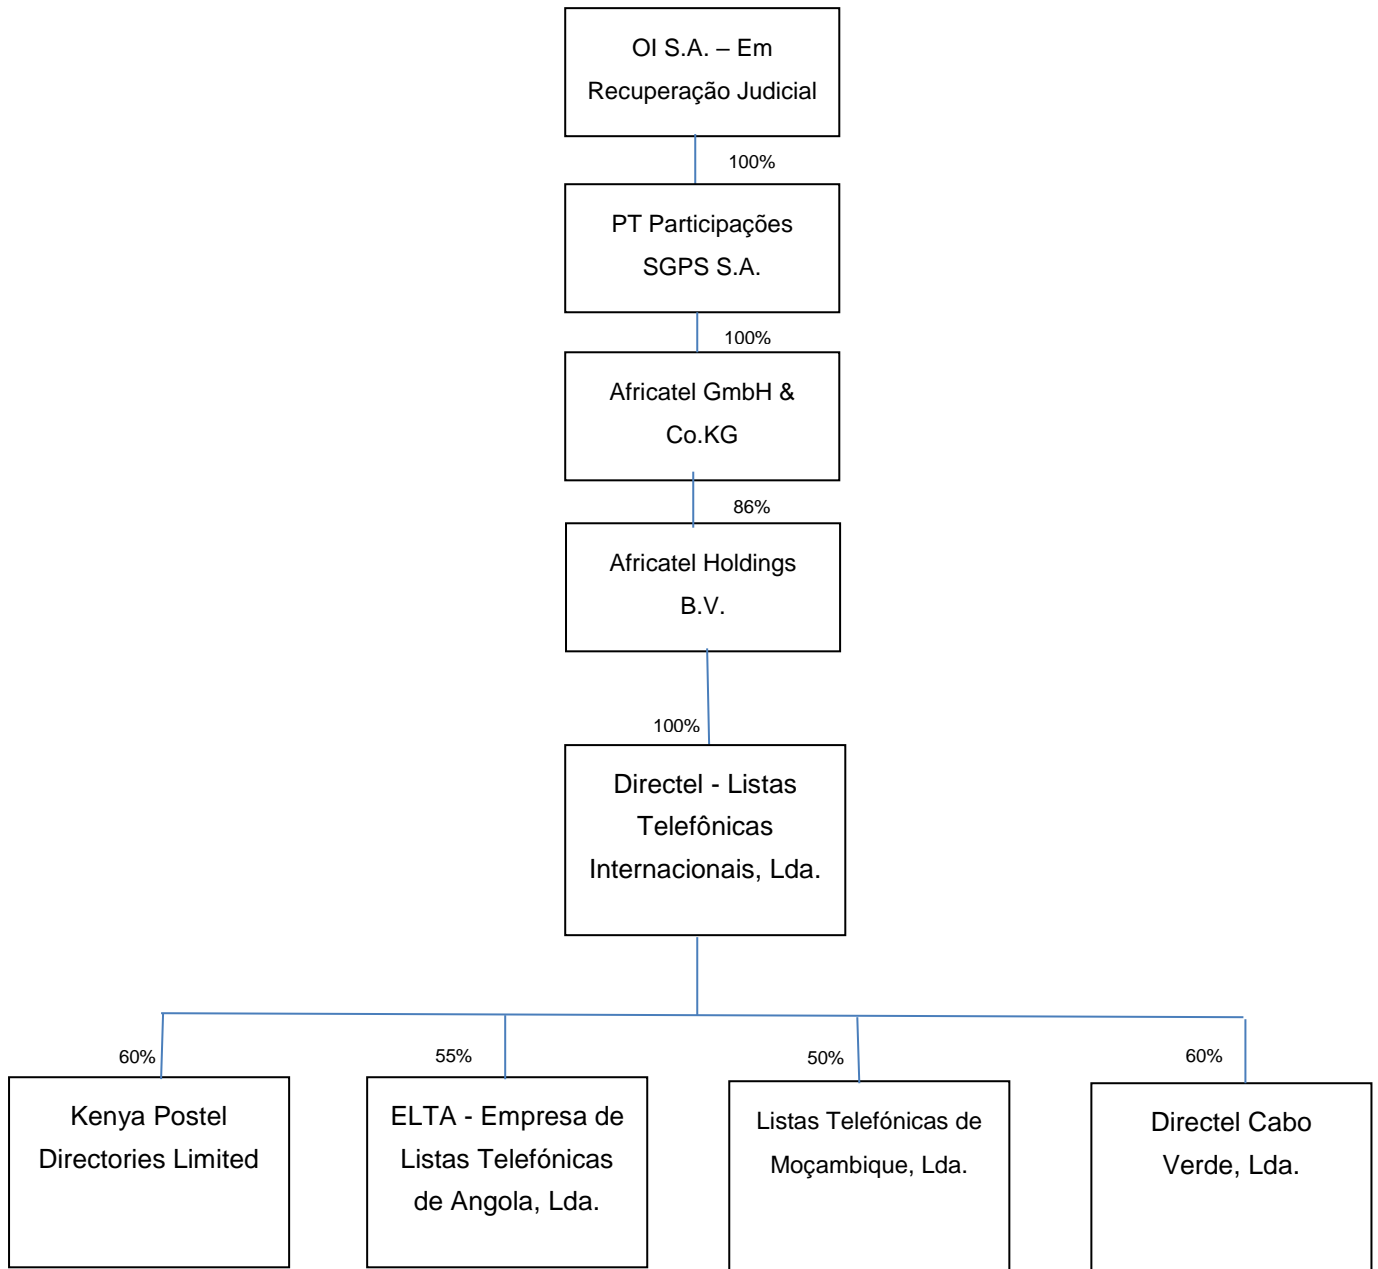 OI S.A. – Em
Recuperação Judicial
100%
PT Participações
SGPS S.A.
100%
Africatel GmbH &
Co.KG
86%
Africatel Holdings
B.V.
100%
Directel - Listas
Telefônicas
Internacionais, Lda.
60%
55%
50%
60%
Kenya Postel
Directories Limited
ELTA - Empresa de
Listas Telefónicas
de Angola, Lda.
Listas Telefónicas de
Moçambique, Lda.
Directel Cabo
Verde, Lda.